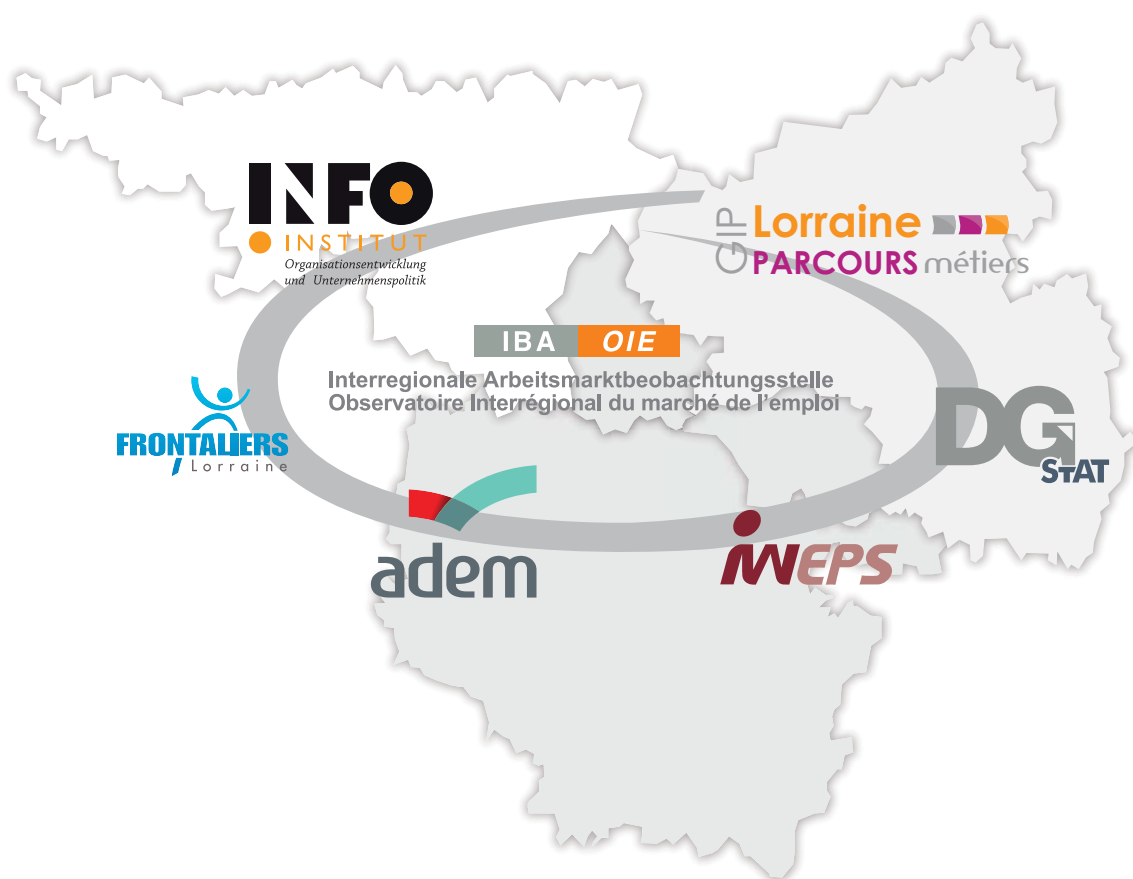 INFO
INSTITUT
Organisationsentwicklung
und Unternehmenspolitik
GIP Lorraine
PARCOURS métiers
IBA OIE
Interregionale Arbeitsmarktbeobachtungsstelle
Observatoire Interrégional du marché de l'emploi
FRONTALIERS
Lorraine
DG
STAT
adem
IWEPS